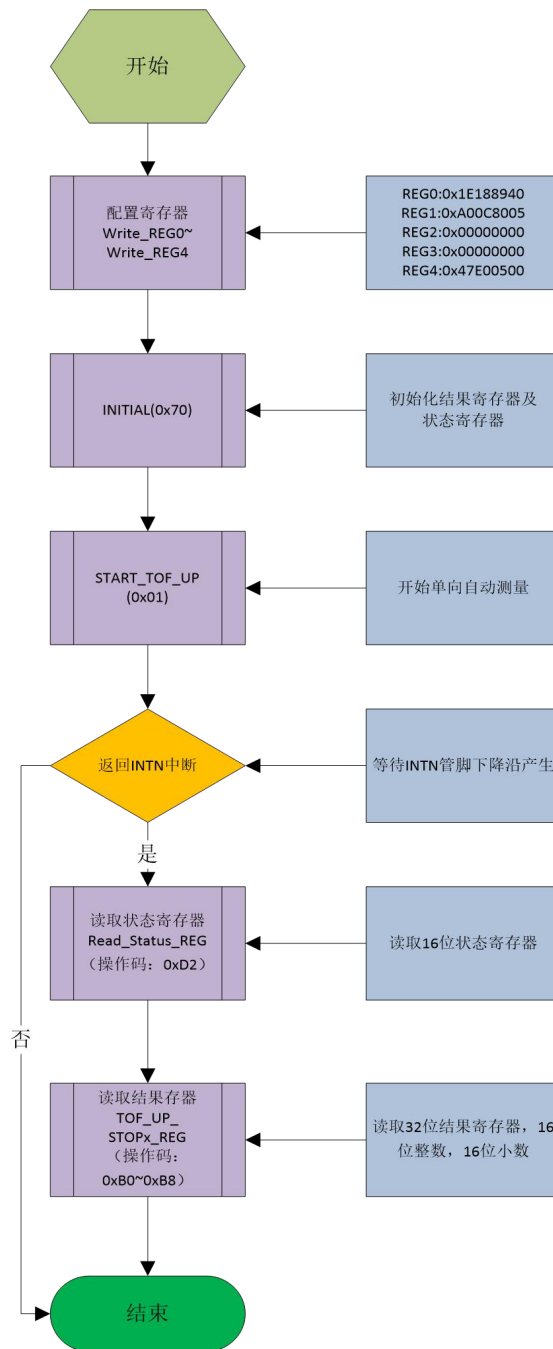 开始
配置寄存器
Write_REG0~
Write_REG4
REG0:0x1E188940
REG1:0xA00C8005
REG2:0x00000000
REG3:0x00000000
REG4:0x47E00500
INITIAL(0x70)
初始化结果寄存器及
状态寄存器
START_TOF_UP
(0x01)
开始单向自动测量
返回INTN中断
等待INTN管脚下降沿产生
是
读取状态寄存器
Read_Status_REG
（操作码：0xD2）
读取16位状态寄存器
否
读取结果存器
TOF_UP_
STOPx_REG
（操作码：
0xB0~0xB8）
读取32位结果寄存器，16
位整数，16位小数
结束